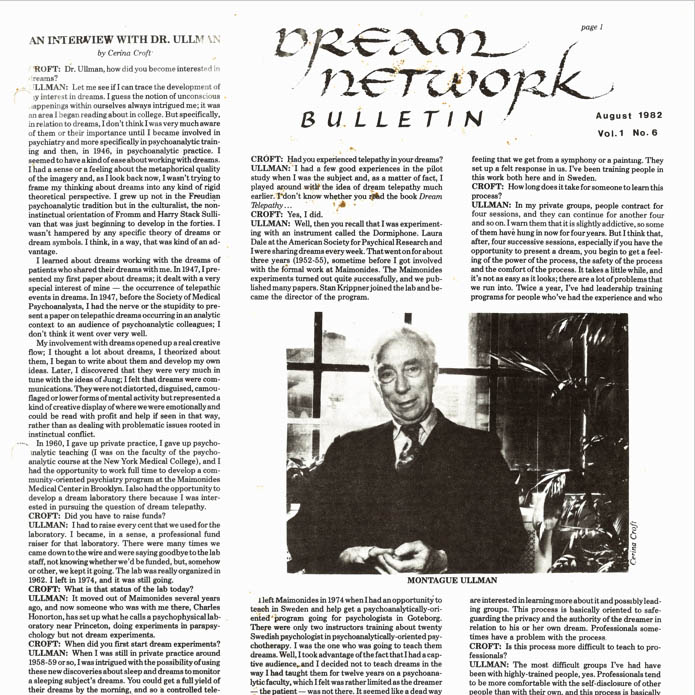 AN INTERVIEW WITH DR. ULLMAN
by Cerina Croft
CROFT: Dr. Ullman, how did you become interested in
dreams?
ULLMAN: Let me see if I can trace the development of
my interest in dreams. I guess the notion of unconscious
happenings within ourselves always intrigued me; it was
an area I began reading about in college. But specifically,
in relation to dreams, I don't think I was very much aware
of them or their importance until I became involved in
psychiatry and more specifically in psychoanalytic train-
ing and then, in 1946, in psychoanalytic practice. I
seemed to have a kind of ease about working with dreams.
I had a sense or a feeling about the metaphorical quality
of the imagery and, as I look back now, I wasn't trying to
frame my thinking about dreams into any kind of rigid
theoretical perspective. I grew up not in the Freudian
psychoanalytic tradition but in the culturalist, the non-
instinctual orientation of Fromm and Harry Stack Sulli-
van that was just beginning to develop in the forties. I
wasn't hampered by any specific theory of dreams or
dream symbols. I think, in a way, that was kind of an ad-
vantage.
I learned about dreams working with the dreams of
patients who shared their dreams with me. In 1947, I pre-
sented my first paper about dreams; it dealt with a very
special interest of mine — the occurrence of telepathic
events in dreams. In 1947, before the Society of Medical
Psychoanalysts, I had the nerve or the stupidity to pre-
sent a paper on telepathic dreams occurring in an analytic
context to an audience of psychoanalytic colleagues; I
don't think it went over very well.
My involvement with dreams opened up a real creative
flow; I thought a lot about dreams, I theorized about
them, I began to write about them and develop my own
ideas. Later, I discovered that they were very much in
tune with the ideas of Jung; I felt that dreams were com-
munications. They were not distorted, disguised, camou-
flaged or lower forms of mental activity but represented a
kind of creative display of where we were emotionally and
could be read with profit and help if seen in that way,
rather than as dealing with problematic issues rooted in
instinctual conflict.
In 1960, I gave up private practice, I gave up psycho-
analytic teaching (I was on the faculty of the psycho-
analytic course at the New York Medical College), and I
had the opportunity to work full time to develop a com-
munity-oriented psychiatry program at the Maimonides
Medical Center in Brooklyn. I also had the opportunity to
develop a dream laboratory there because I was inter-
ested in pursuing the question of dream telepathy.
CROFT: Did you have to raise funds?
ULLMAN: I had to raise every cent that we used for the
laboratory. I became, in a sense, a professional fund
raiser for that laboratory. There were many times we
came down to the wire and were saying goodbye to the lab
staff, not knowing whether we'd be funded, but, somehow
or other, we kept it going. The lab was really organized in
1962. I left in 1974, and it was still going.
CROFT: What is that status of the lab today?
ULLMAN: It moved out of Maimonides several years
ago, and now someone who was with me there, Charles
Honorton, has set up what he calls a psychophysical lab-
oratory near Princeton, doing experiments in parapsy-
chology but not dream experiments.
CROFT: When did you first start dream experiments?
ULLMAN: When I was still in private practice around
1958-59 or so, I was intrigued with the possibility of using
these new discoveries about sleep and dreams to monitor
a sleeping subject's dreams. You could get a full yield of
their dreams by the morning, and so a controlled tele-
page 1
DREAM
NETWORK
BULLETIN
August 1982
Vol. 1 No. 6
CROFT: Had you experienced telepathy in your dreams?
ULLMAN: I had a few good experiences in the pilot
study when I was the subject and, as a matter of fact, I
played around with the idea of dream telepathy much
earlier. I don't know whether you read the book Dream
Telepathy...
CROFT: Yes, I did.
ULLMAN: Well, then you recall that I was experiment-
ing with an instrument called the Dormiphone. Laura
Dale at the American Society for Psychical Research and
I were sharing dreams every week. That went on for about
three years (1952-55), sometime before I got involved
with the formal work at Maimonides. The Maimonides
experiments turned out quite successfully, and we pub-
lished many papers. Stan Krippner joined the lab and be-
came the director of the program.
feeling that we get from a symphony or a painting. They
set up a felt response in us. I've been training people in
this work both here and in Sweden.
CROFT: How long does it take for someone to learn this
process?
ULLMAN: In my private groups, people contract for
four sessions, and they can continue for another four
and so on. I warn them that it is slightly addictive, so some
of them have hung in now for four years. But I think that,
after, four successive sessions, especially if you have the
opportunity to present a dream, you begin to get a feel-
ing of the power of the process, the safety of the process
and the comfort of the process. It takes a little while, and
it's not as easy as it looks; there are a lot of problems that
we run into. Twice a year, I've had leadership training
programs for people who've had the experience and who
Cerina Croft
MONTAGUE ULLMAN
I left Maimonides in 1974 when I had an opportunity to
teach in Sweden and help get a psychoanalytically-ori-
ented program going for psychologists in Goteborg.
There were only two instructors training about twenty
Swedish psychologist in psychoanalytically-oriented psy-
chotherapy. I was the one who was going to teach them
dreams. Well, I took advantage of the fact that I had a cap-
tive audience, and I decided not to teach dreams in the
way I had taught them for twelve years on a psychoana-
lytic faculty, which I felt was rather limited as the dreamer
— the patient — was not there. It seemed like a dead way
are interested in learning more about it and possibly lead-
ing groups. This process is basically oriented to safe-
guarding the privacy and the authority of the dreamer in
relation to his or her own dream. Professionals some-
times have a problem with the process.
CROFT: Is this process more difficult to teach to pro-
fessionals?
ULLMAN: The most difficult groups I've had have
been with highly-trained people, yes. Professionals tend
to be more comfortable with the self-disclosure of other
people than with their own, and this process is basically